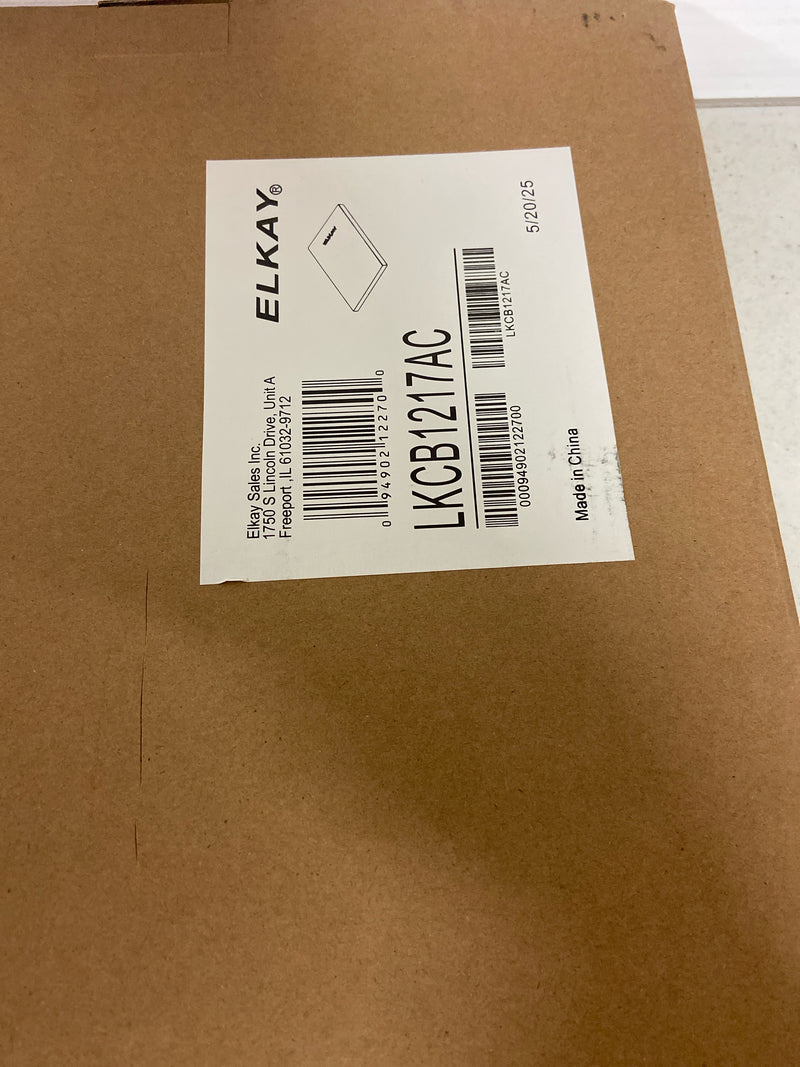 ELKAY®
ELKAY
Elkay Sales Inc.
1750 S Lincoln Drive, Unit A
Freeport ,IL 61032-9712
0 94902 12270 0
LKCB1217AC
00094902122700
LKCB1217AC
5/20/25
Made in China